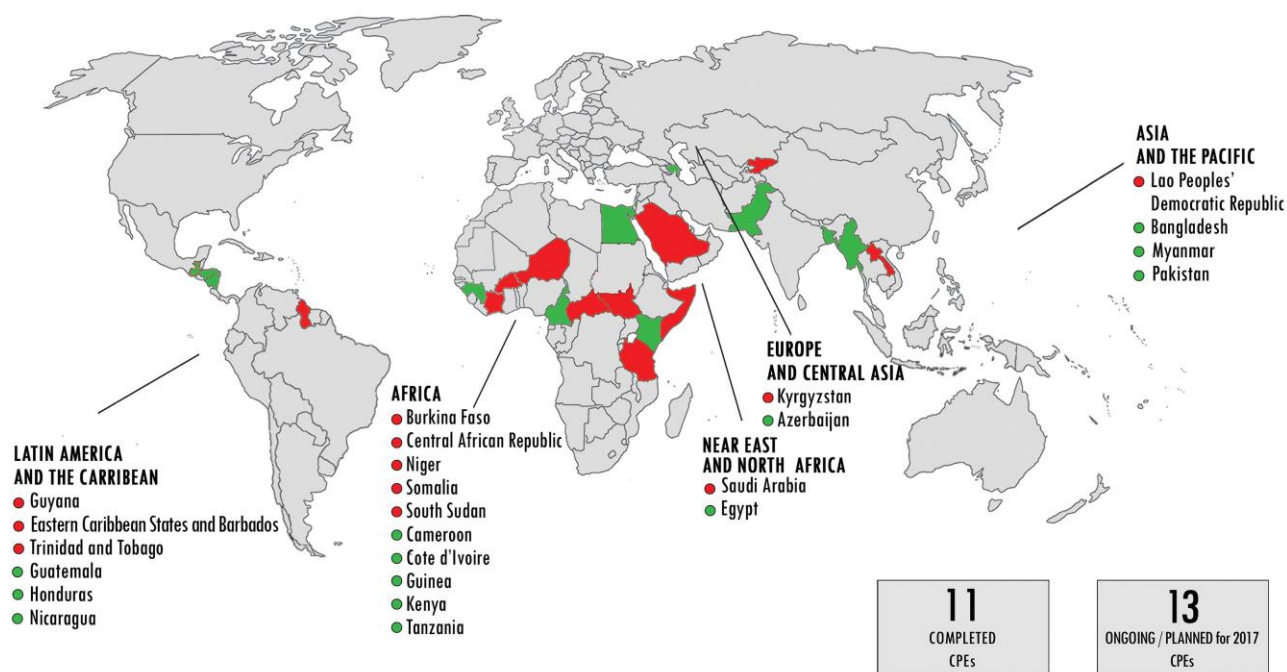 ASIA
AND THE PACIFIC
Lao Peoples'
Democratic Republic
Bangladesh
Myanmar
Pakistan
EUROPE
AND CENTRAL ASIA
Kyrgyzstan
Azerbaijan
NEAR EAST
AND NORTH AFRICA
Saudi Arabia
Egypt
AFRICA
Burkina Faso
Central African Republic
Niger
Somalia
South Sudan
Cameroon
Cote d'Ivoire
Guinea
Kenya
Tanzania
LATIN AMERICA
AND THE CARRIBEAN
Guyana
Eastern Caribbean States and Barbados
Trinidad and Tobago
Guatemala
Honduras
Nicaragua
11
COMPLETED
CPEs
13
ONGOING / PLANNED for 2017
CPEs